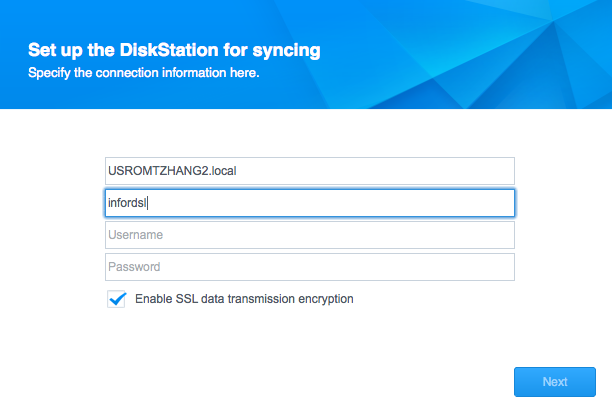 Set up the DiskStation for syncing
Specify the connection information here.
USROMTZHANG2.local
infordsl
Username
Password
Enable SSL data transmission encryption
Next